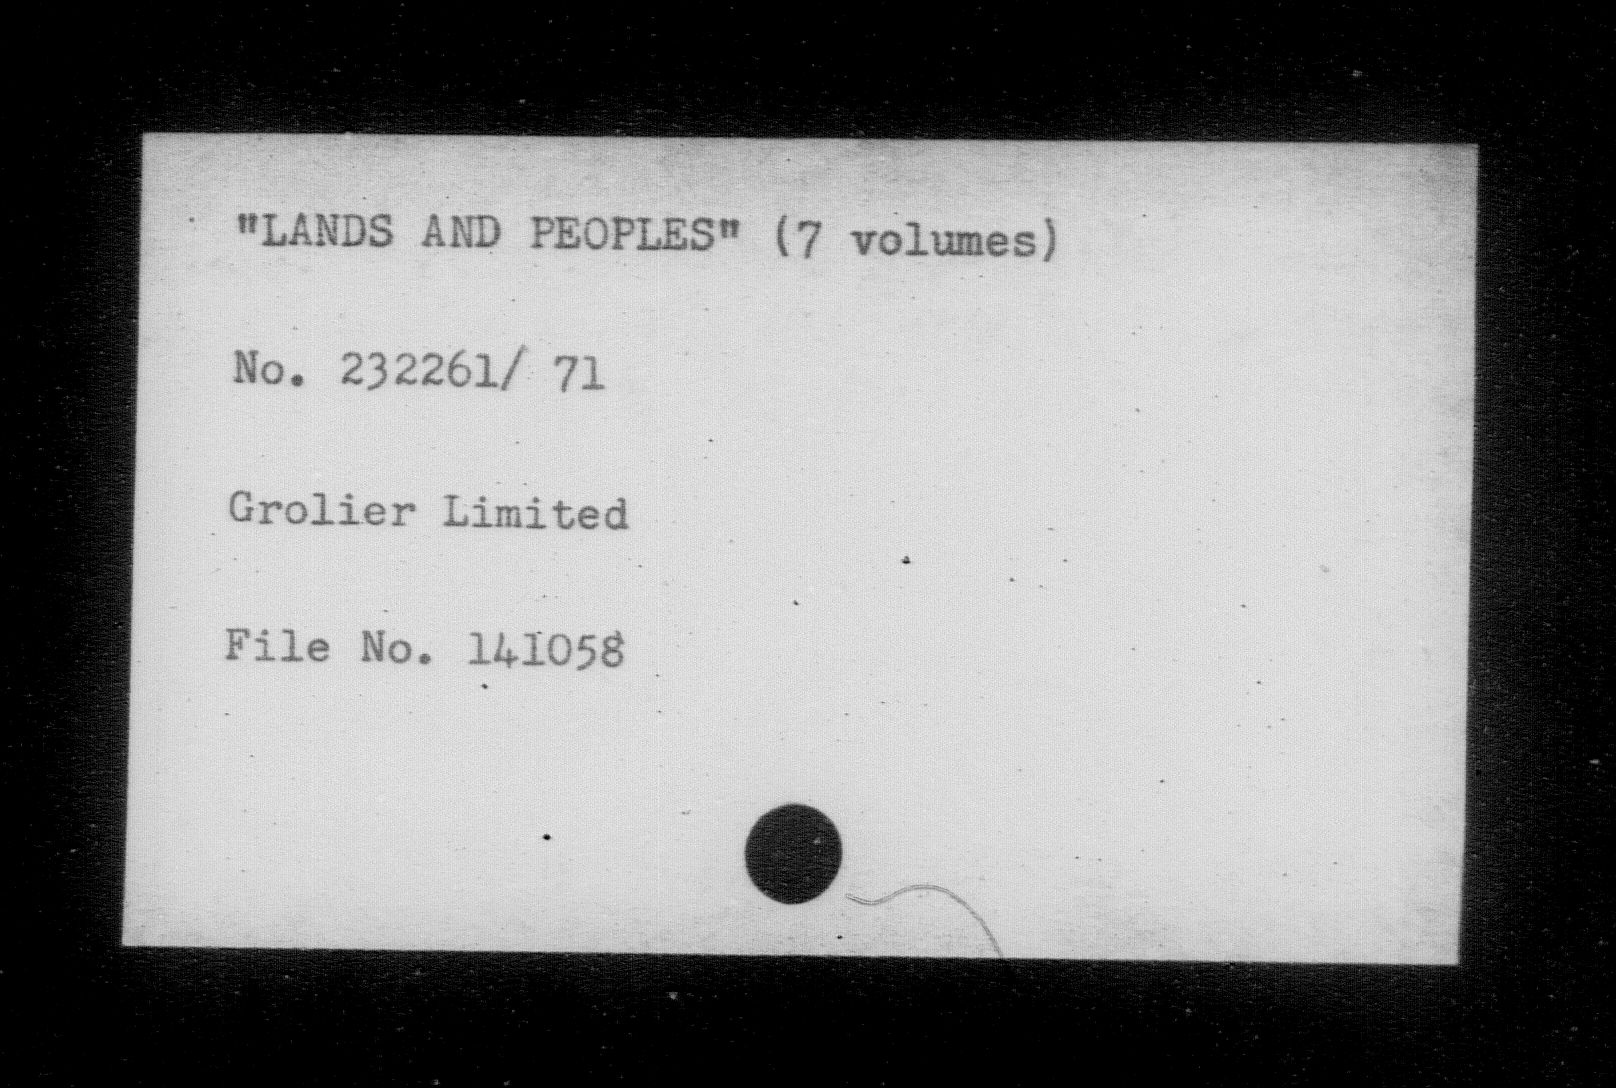 "LANDS AND PEOPLES" (7 volumes)
No. 232261/ 71
Grolier Limited
File No. 141058